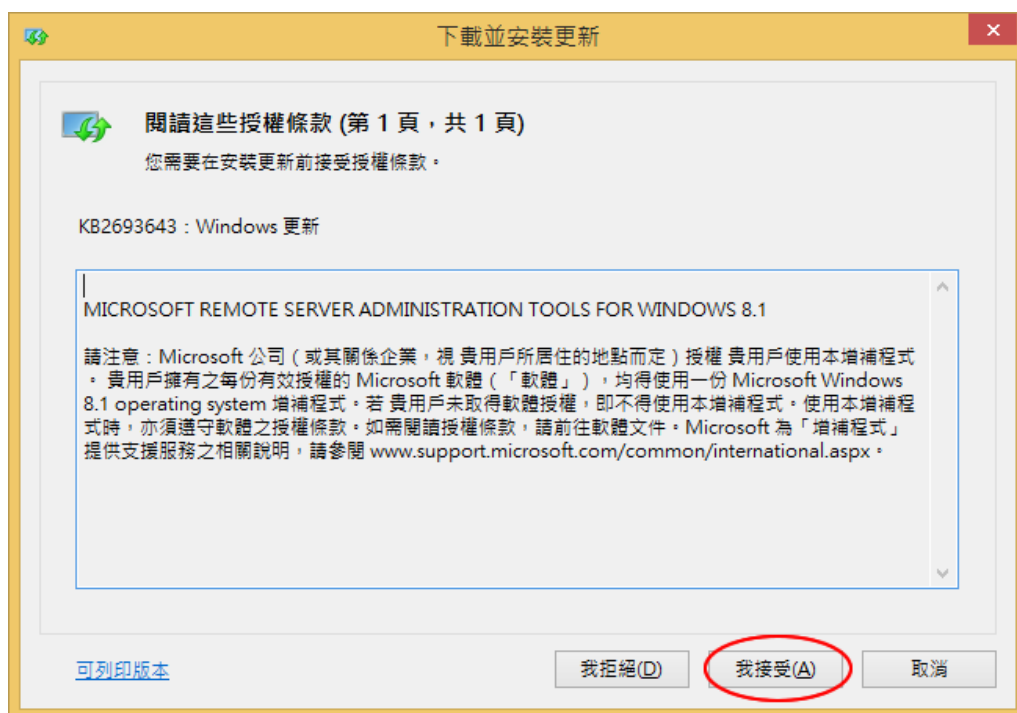 下載並安裝更新
閱讀這些授權條款 (第 1 頁，共 1 頁)
您需要在安裝更新前接受授權條款。
KB2693643：Windows 更新
MICROSOFT REMOTE SERVER ADMINISTRATION TOOLS FOR WINDOWS 8.1
請注意：Microsoft 公司（或其關係企業，視 貴用戶所居住的地點而定）授權 貴用戶使用本增補程式
。 貴用戶擁有之每份有效授權的 Microsoft 軟體（「軟體」），均得使用一份 Microsoft Windows
8.1 operating system 增補程式。若 貴用戶未取得軟體授權，即不得使用本增補程式。使用本增補程
式時，亦須遵守軟體之授權條款。如需閱讀授權條款，請前往軟體文件。Microsoft 為「增補程式」
提供支援服務之相關說明，請參閱 www.support.microsoft.com/common/international.aspx。
可列印版本
我拒絕(D)
我接受(A)
取消